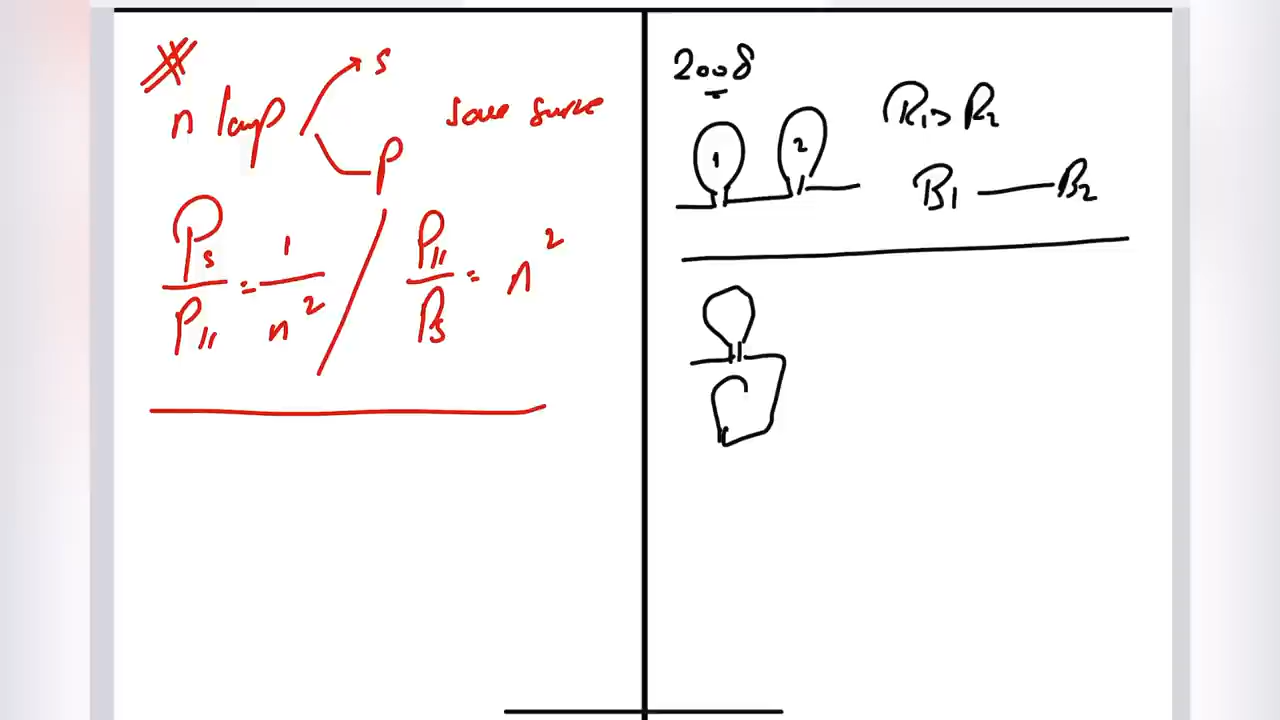 n lamp
s
P
same source
Ps / P11 = 1 / n²
P11 / Ps = n²
2008
1 2
R1 > R2
B1 — B2